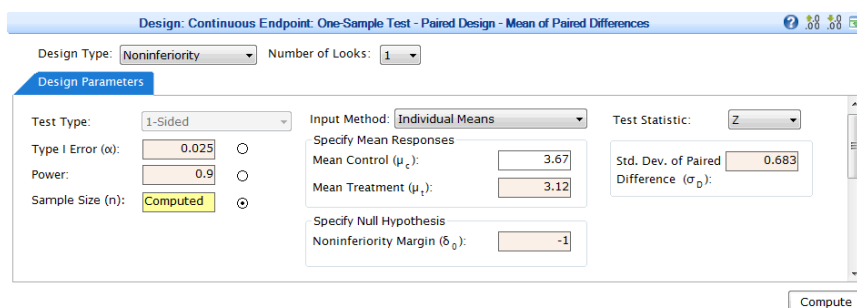 Design: Continuous Endpoint: One-Sample Test - Paired Design - Mean of Paired Differences
Design Type: Noninferiority Number of Looks: 1
Design Parameters
Test Type: 1-Sided
Type I Error (α): 0.025
Power: 0.9
Sample Size (n): Computed
Input Method: Individual Means
Specify Mean Responses
Mean Control (μc): 3.67
Mean Treatment (μt): 3.12
Specify Null Hypothesis
Noninferiority Margin (δ0): -1
Test Statistic: Z
Std. Dev. of Paired 0.683
Difference (σD):
Compute